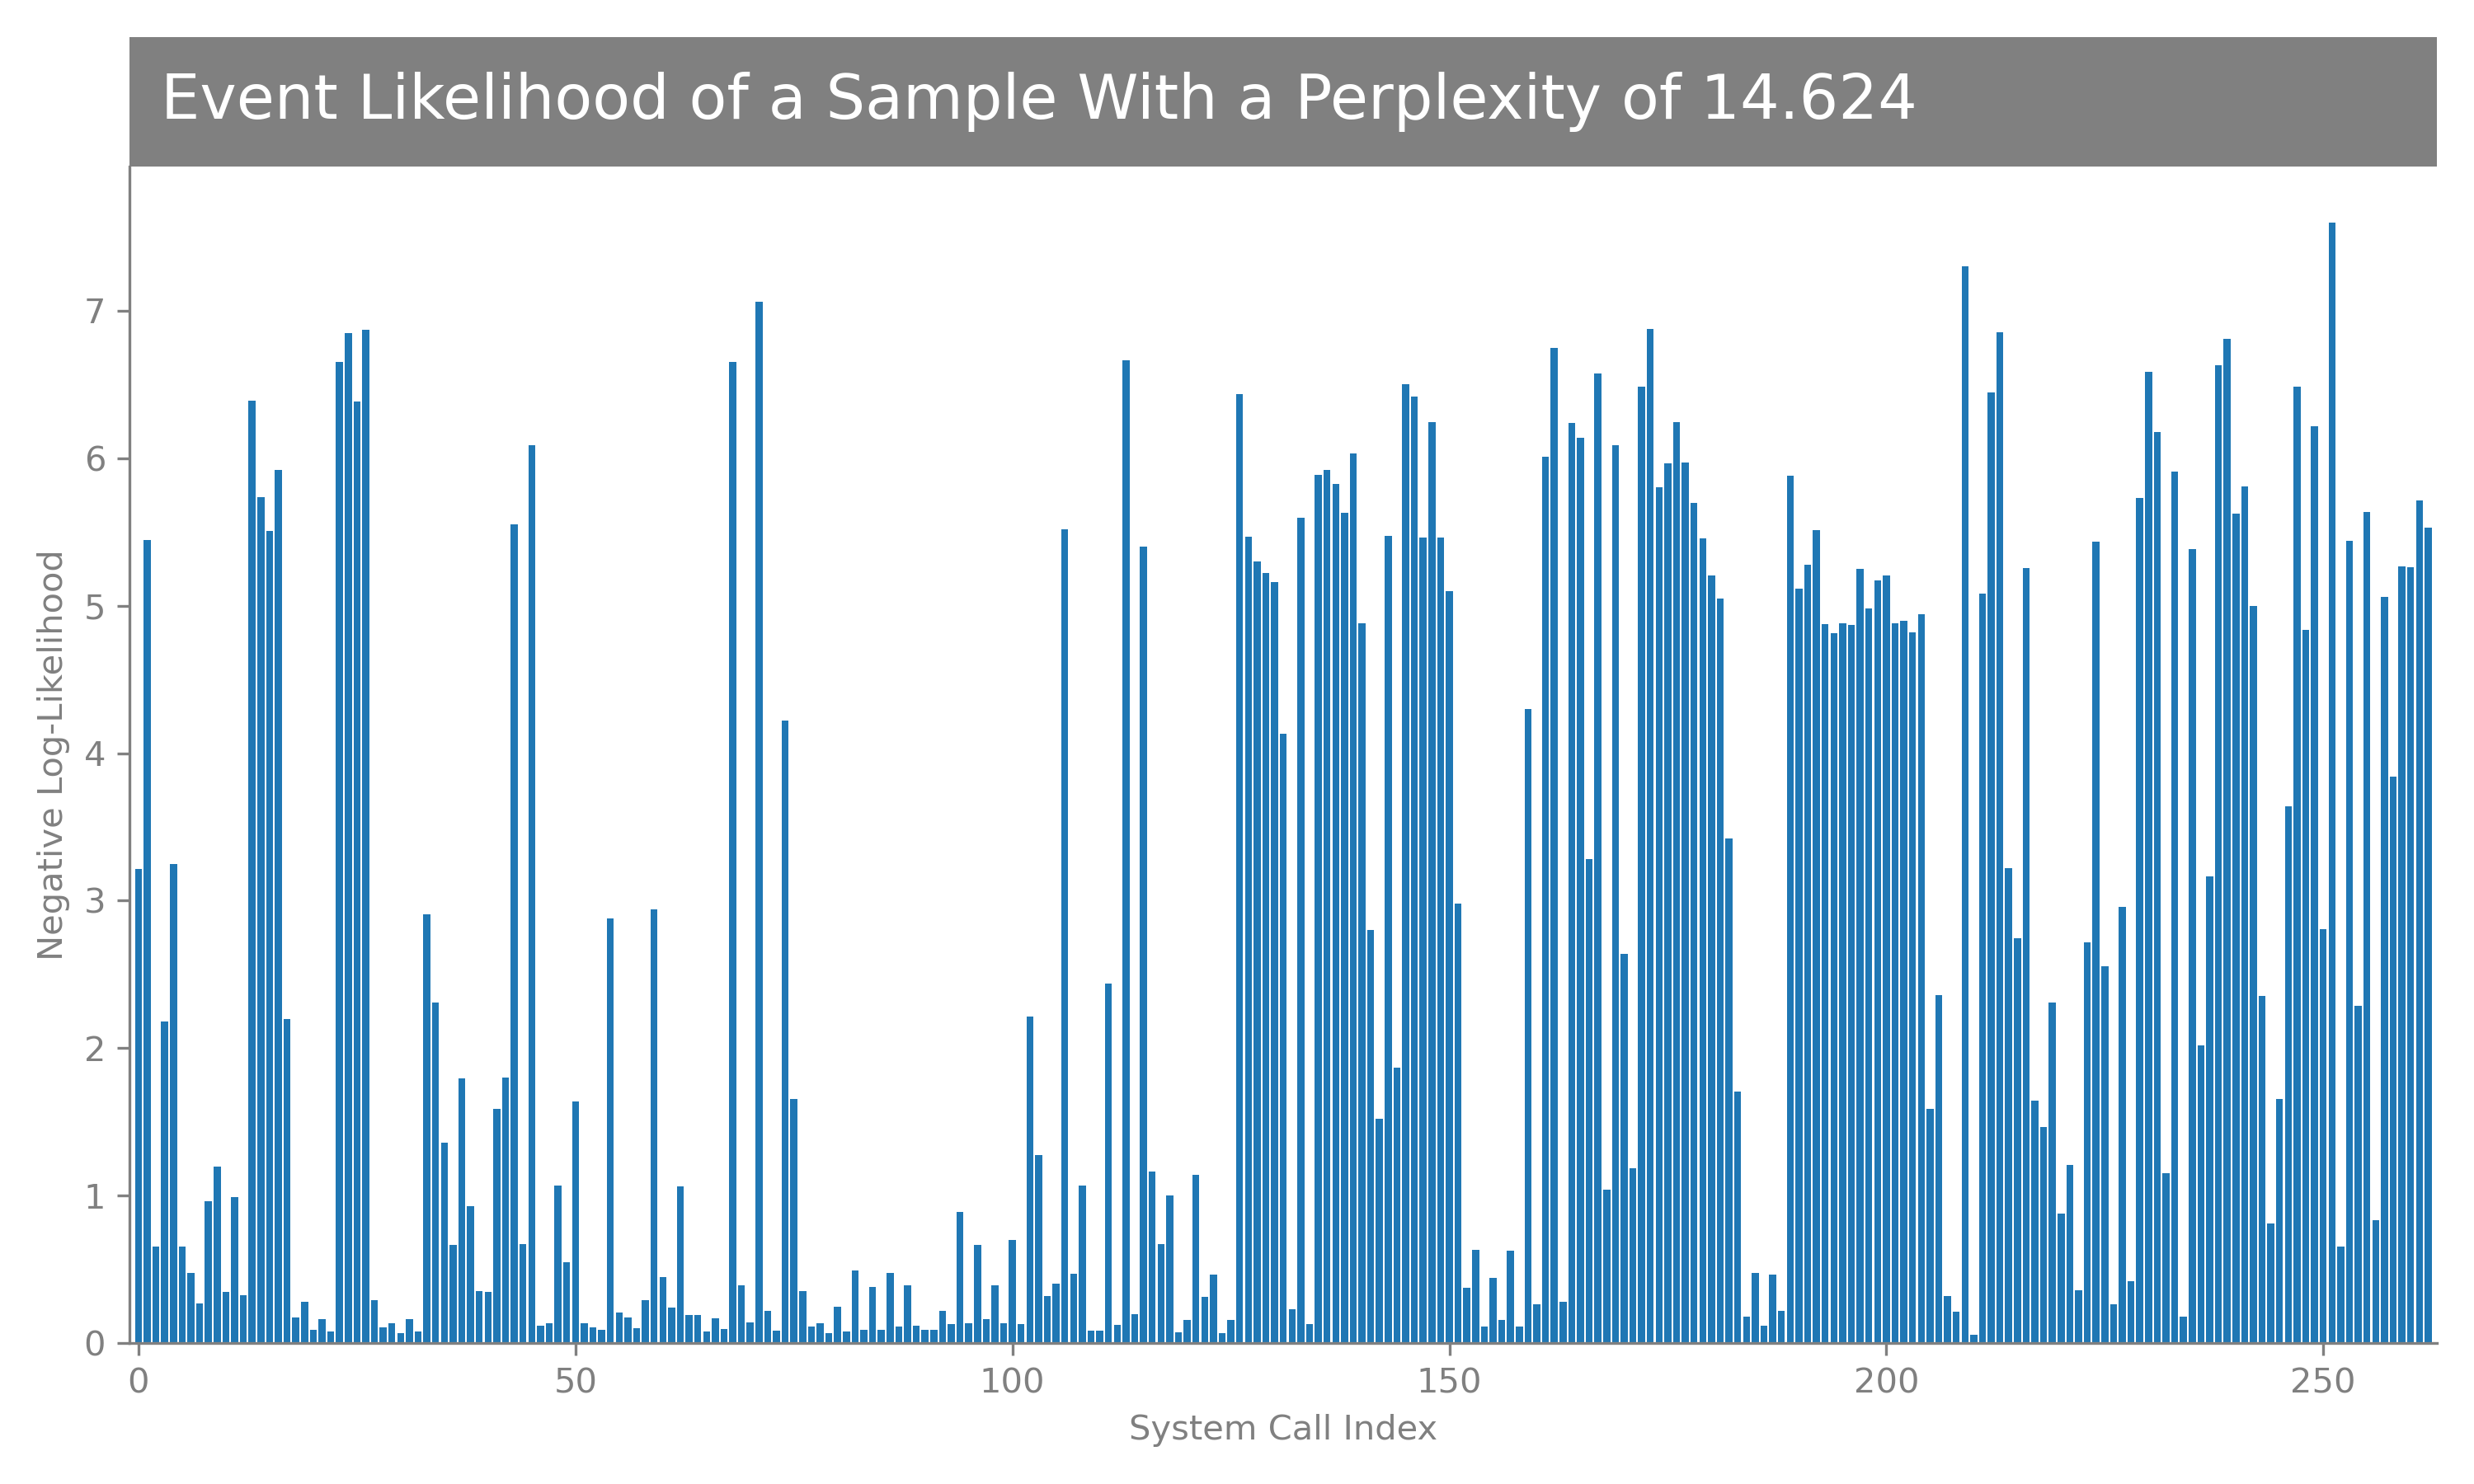 Event Likelihood of a Sample With a Perplexity of 14.624
Negative Log-Likelihood
7
6
5
4
3
2
1
0
0 50 100 150 200 250
System Call Index